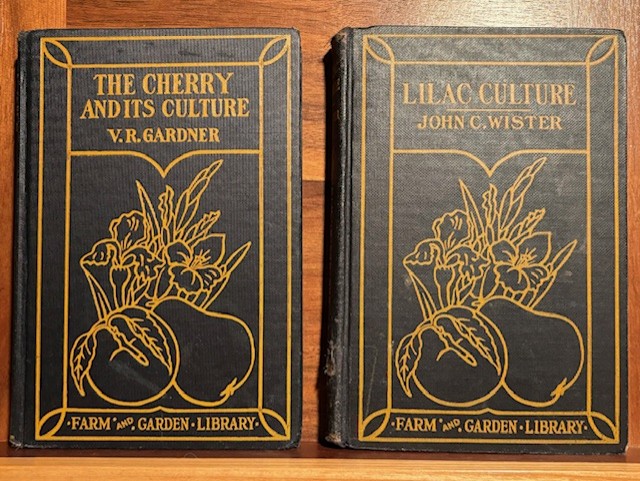 THE CHERRY
AND ITS CULTURE
V. R. GARDNER
·FARM AND GARDEN·LIBRARY·
LILAC CULTURE
JOHN C. WISTER
·FARM AND GARDEN·LIBRARY·